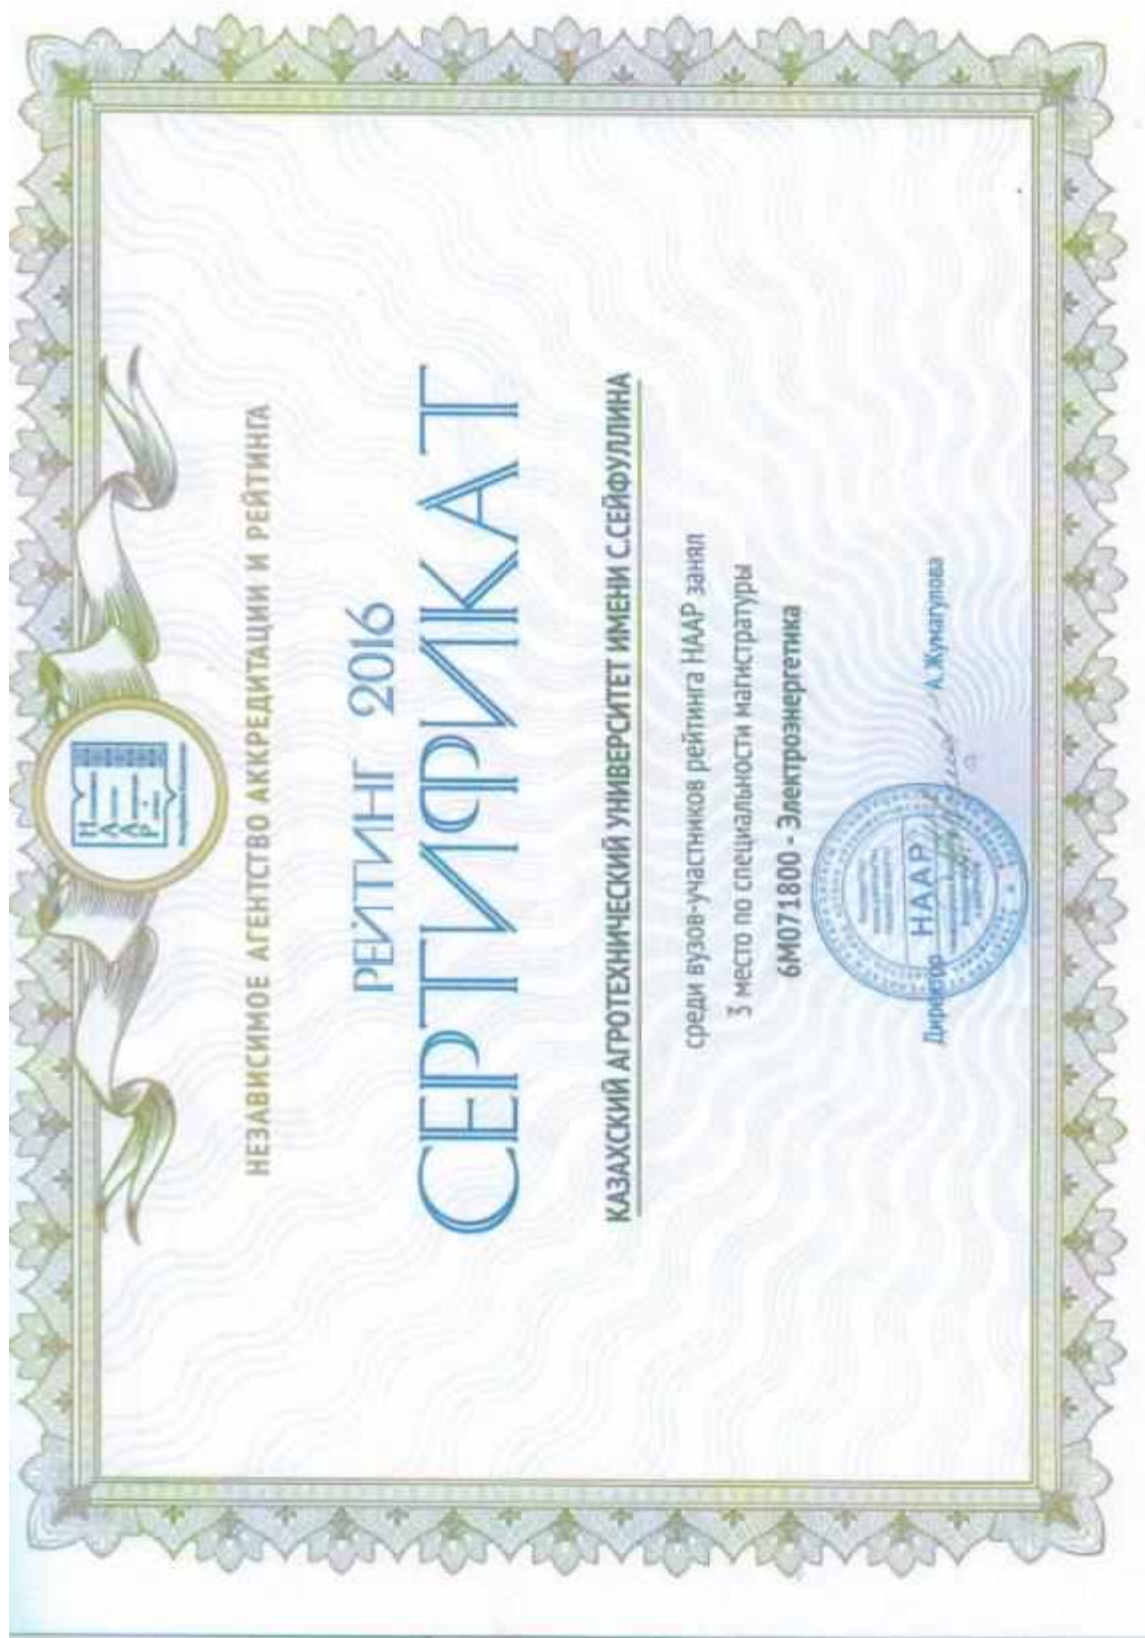 НЕЗАВИСИМОЕ АГЕНТСТВО АККРЕДИТАЦИИ И РЕЙТИНГА
РЕЙТИНГ 2016
СЕРТИФИКАТ
КАЗАХСКИЙ АГРОТЕХНИЧЕСКИЙ УНИВЕРСИТЕТ ИМЕНИ С.СЕЙФУЛЛИНА
среди вузов-участников рейтинга НААР занял
3 место по специальности магистратуры
6М071800 - Электроэнергетика
НААР
Директор А.Жумагулова